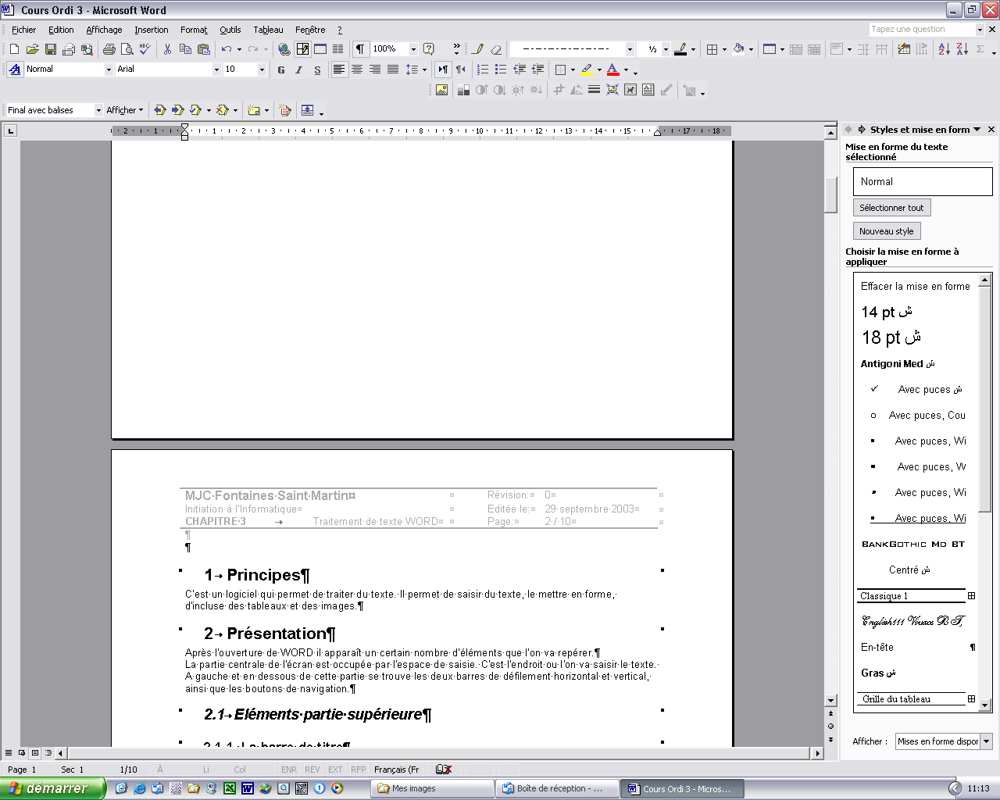 Cours Ordi 3 - Microsoft Word
Fichier Edition Affichage Insertion Format Outils Tableau Fenêtre ? Tapez une question
¶ 100% » ½
Normal Arial 10 G I S
Final avec balises Afficher
2 1 1 2 3 4 5 6 7 8 9 10 11 12 13 14 15 17 18
Styles et mise en form
Mise en forme du texte
sélectionné
Normal
Sélectionner tout
Nouveau style
Choisir la mise en forme à
appliquer
Effacer la mise en forme
14 pt ش
18 pt ش
Antigoni Med ش
Avec puces ش
Avec puces, Cou
Avec puces, Wi
Avec puces, W
Avec puces, Wi
Avec puces, Wi
BankGothic Md BT
Centré ش
Classique 1
English111 Vivace BT,
En-tête ¶
Gras ش
Grille du tableau
Afficher : Mises en forme dispor
MJC·Fontaines·Saint·Martin¤ ¤ Révision:¤ 0¤ ¤
Initiation·à·l'Informatique¤ ¤ Editée·le:¤ 29·septembre·2003¤ ¤
CHAPITRE·3 → Traitement·de·texte·WORD¤ ¤ Page:¤ 2·/·10¤ ¤
¶
¶
1→ Principes¶
C'est·un·logiciel·qui·permet·de·traiter·du·texte.·Il·permet·de·saisir·du·texte,·le·mettre·en·forme,·
d'incluse·des·tableaux·et·des·images.¶
2→ Présentation¶
Après·l'ouverture·de·WORD·il·apparaît·un·certain·nombre·d'éléments·que·l'on·va·repérer.¶
La·partie·centrale·de·l'écran·est·occupée·par·l'espace·de·saisie.·C'est·l'endroit·ou·l'on·va·saisir·le·texte.·
A·gauche·et·en·dessous·de·cette·partie·se·trouve·les·deux·barres·de·défilement·horizontal·et·vertical,·
ainsi·que·les·boutons·de·navigation.¶
2.1→Eléments·partie·supérieure¶
2.1.1→La·barre·de·titre¶
Page 1 Sec 1 1/10 À Li Col ENR REV EXT RFP Français (Fr
démarrer Mes images Boîte de réception - ... Cours Ordi 3 - Micros... 11:13